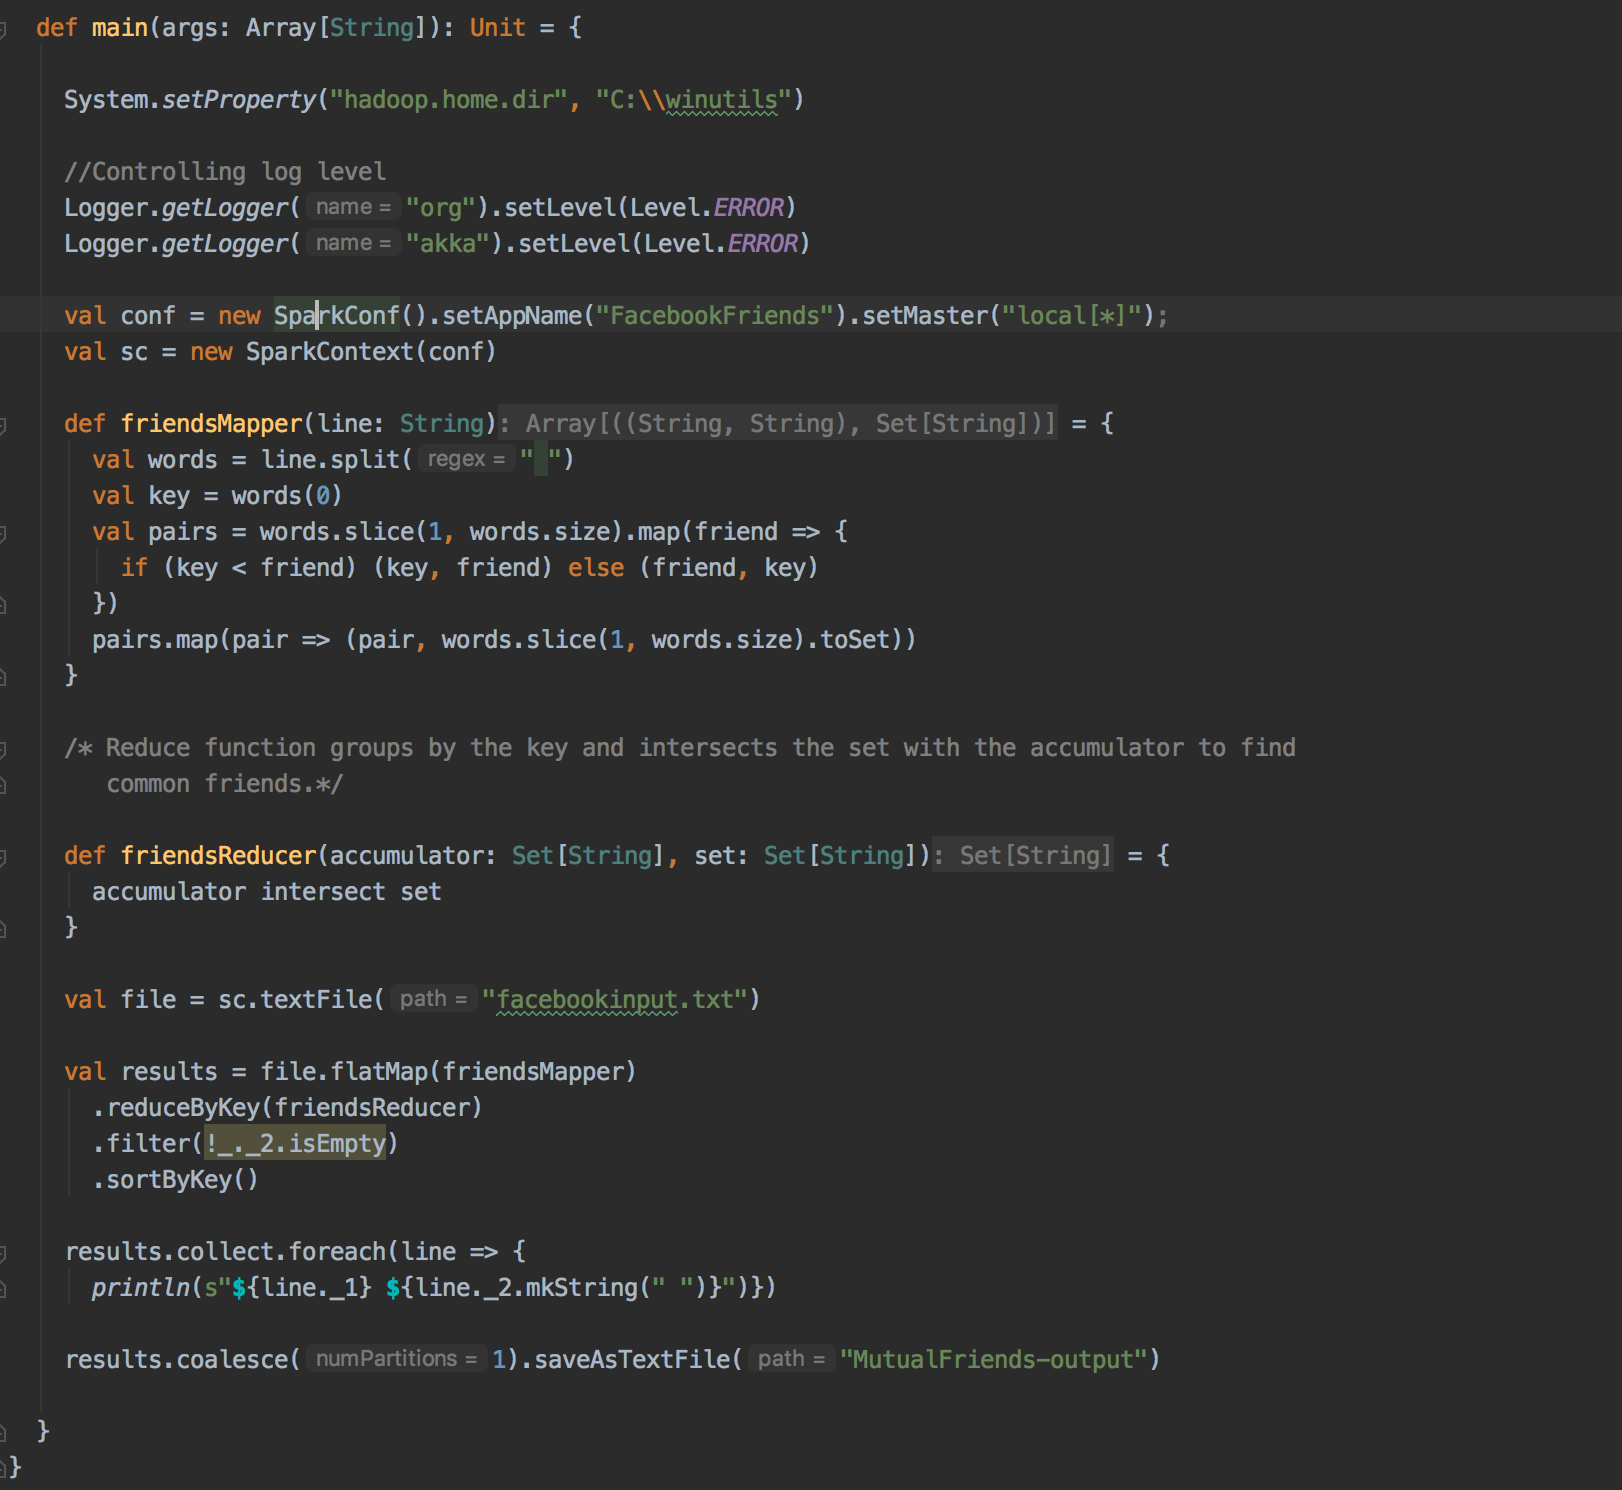 def main(args: Array[String]): Unit = {
System.setProperty("hadoop.home.dir", "C:\\winutils")
//Controlling log level
Logger.getLogger( name = "org").setLevel(Level.ERROR)
Logger.getLogger( name = "akka").setLevel(Level.ERROR)
val conf = new SparkConf().setAppName("FacebookFriends").setMaster("local[*]");
val sc = new SparkContext(conf)
def friendsMapper(line: String): Array[((String, String), Set[String])] = {
val words = line.split( regex = " ")
val key = words(0)
val pairs = words.slice(1, words.size).map(friend => {
if (key < friend) (key, friend) else (friend, key)
})
pairs.map(pair => (pair, words.slice(1, words.size).toSet))
}
/* Reduce function groups by the key and intersects the set with the accumulator to find
common friends.*/
def friendsReducer(accumulator: Set[String], set: Set[String]): Set[String] = {
accumulator intersect set
}
val file = sc.textFile( path = "facebookinput.txt")
val results = file.flatMap(friendsMapper)
.reduceByKey(friendsReducer)
.filter(!_._2.isEmpty)
.sortByKey()
results.collect.foreach(line => {
println(s"${line._1} ${line._2.mkString(" ")}")})
results.coalesce( numPartitions = 1).saveAsTextFile( path = "MutualFriends-output")
}
}